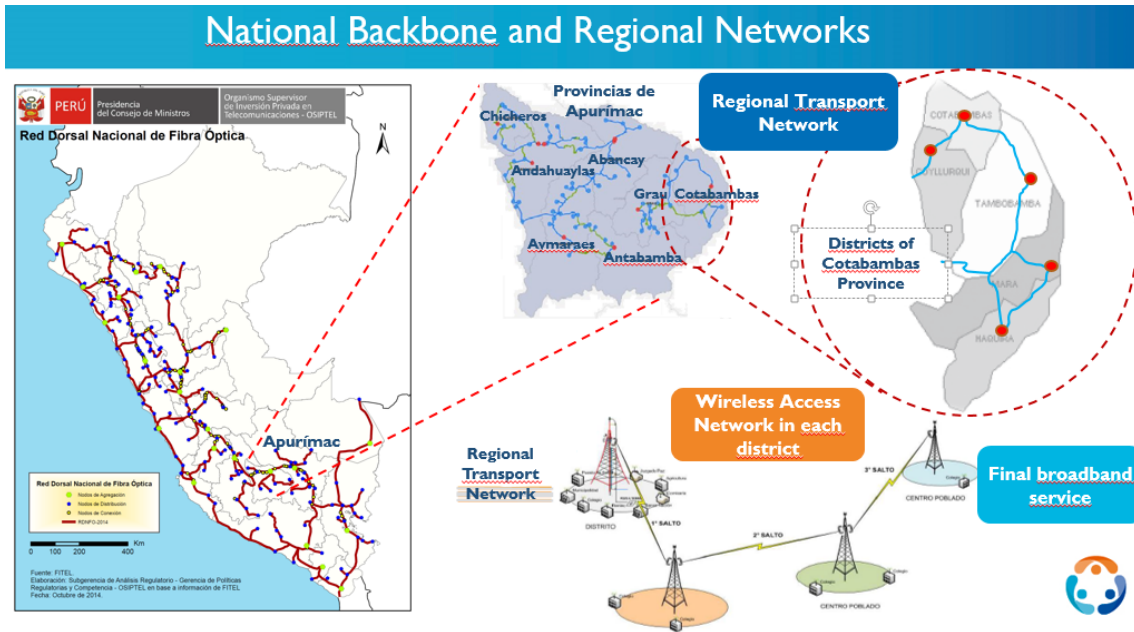 National Backbone and Regional Networks
PERÚ
Presidencia
del Consejo de Ministros
Organismo Supervisor
de Inversión Privada en
Telecomunicaciones - OSIPTEL
Red Dorsal Nacional de Fibra Óptica
N
Apurímac
Red Dorsal Nacional de Fibra Óptica
Nodos de Agregación
Nodos de Distribución
Nodos de Conexión
RDNFO-2014
Km
0 100 200 400
Fuente: FITEL.
Elaboración: Subgerencia de Análisis Regulatorio - Gerencia de Políticas
Regulatorias y Competencia - OSIPTEL en base a información de FITEL
Fecha: Octubre de 2014.
Provincias de
Apurímac
Chicheros
Abancay
Andahuaylas
Grau
Cotabambas
Aymaraes
Antabamba
Regional Transport
Network
COTABAMBAS
TAMBOBAMBA
Districts of
Cotabambas
Province
MARA
HAQUIRA
Wireless Access
Network in each
district
Regional
Transport
Network
DISTRITO
1° SALTO
2° SALTO
3° SALTO
CENTRO POBLADO
CENTRO POBLADO
Final broadband
service